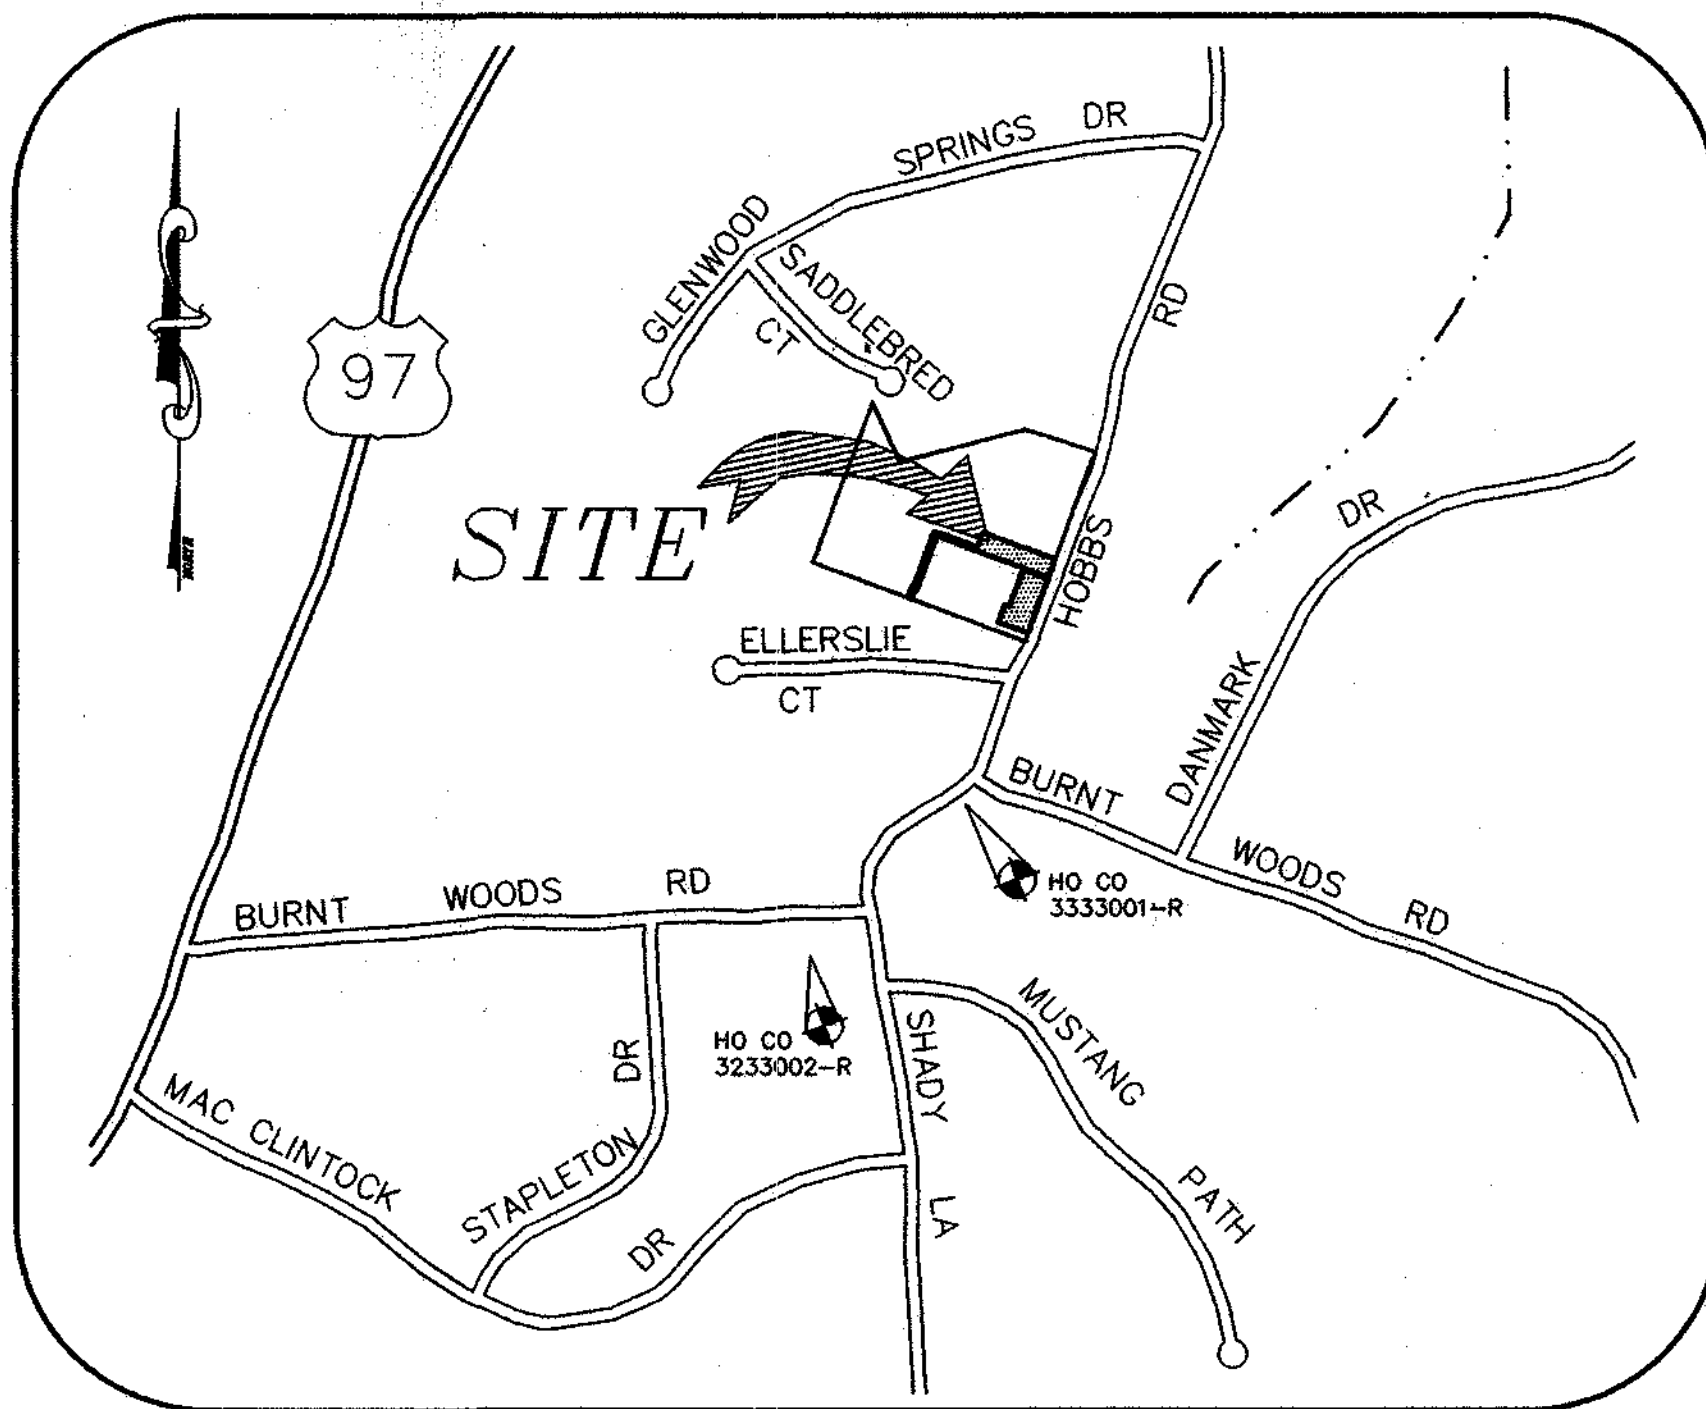 SPRINGS DR
GLENWOOD
SADDLEBRED
CT
RD
97
NORTH
SITE
HOBBS
DR
ELLERSLIE
CT
DANMARK
BURNT
WOODS
RD
HO CO
3333001-R
BURNT WOODS RD
MUSTANG
PATH
HO CO
3233002-R
SHADY
LA
DR
STAPLETON
MAC CLINTOCK
DR